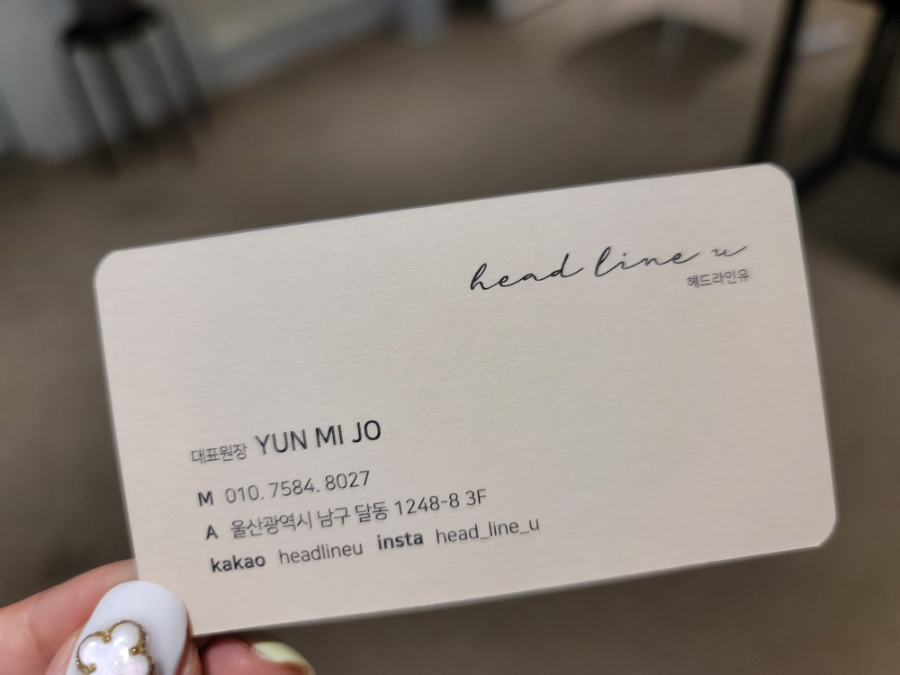 head line u
헤드라인유
대표원장 YUN MI JO
M 010. 7584. 8027
A 울산광역시 남구 달동 1248-8 3F
kakao headlineu insta head_line_u